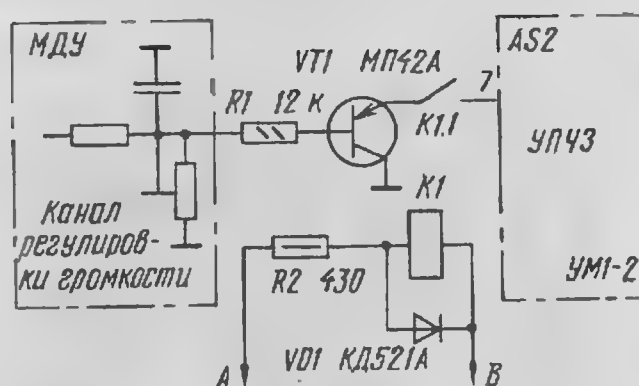 МДУ
VT1 МП42А
AS2
R1 12 к
7
K1.1
УПЧЗ
K1
Канал
регулиров-
ки громкости
R2 430
УМ1-2
А
VD1 КД521А
В